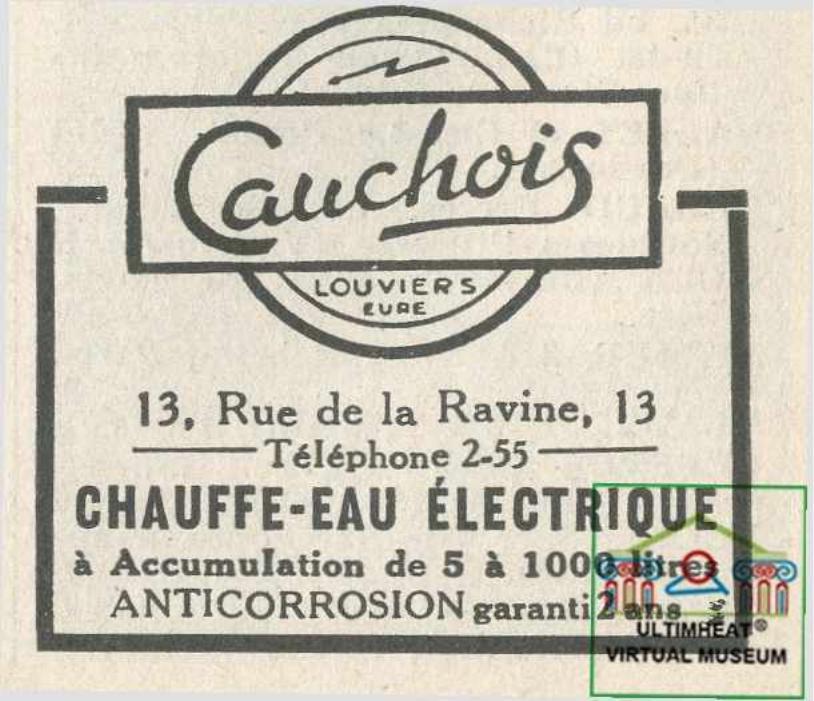 Cauchois
LOUVIERS
EURE
13, Rue de la Ravine, 13
Téléphone 2-55
CHAUFFE-EAU ÉLECTRIQUE
à Accumulation de 5 à 1000 litres
ANTICORROSION garanti 2 ans
ULTIMHEAT®
VIRTUAL MUSEUM